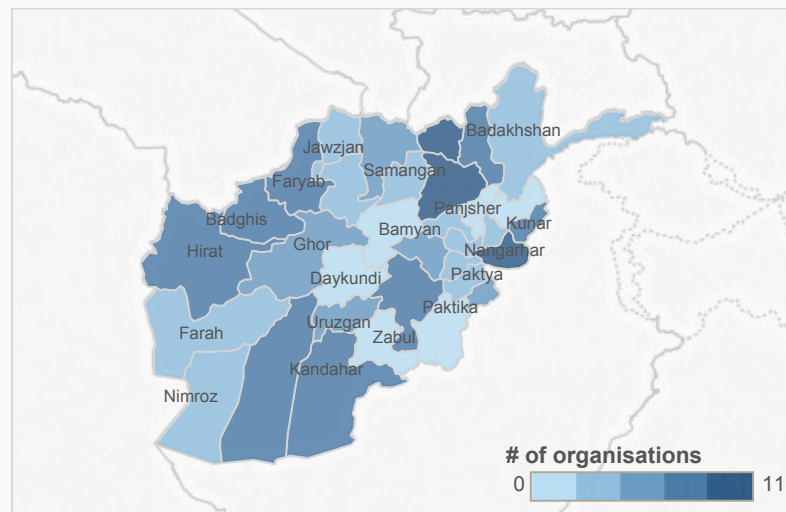 Badakhshan
Jawzjan
Samangan
Faryab
Panjsher
Badghis
Kunar
Bamyan
Ghor
Hirat
Nangarhar
Daykundi
Paktya
Paktika
Uruzgan
Farah
Zabul
Kandahar
Nimroz
# of organisations
0 11